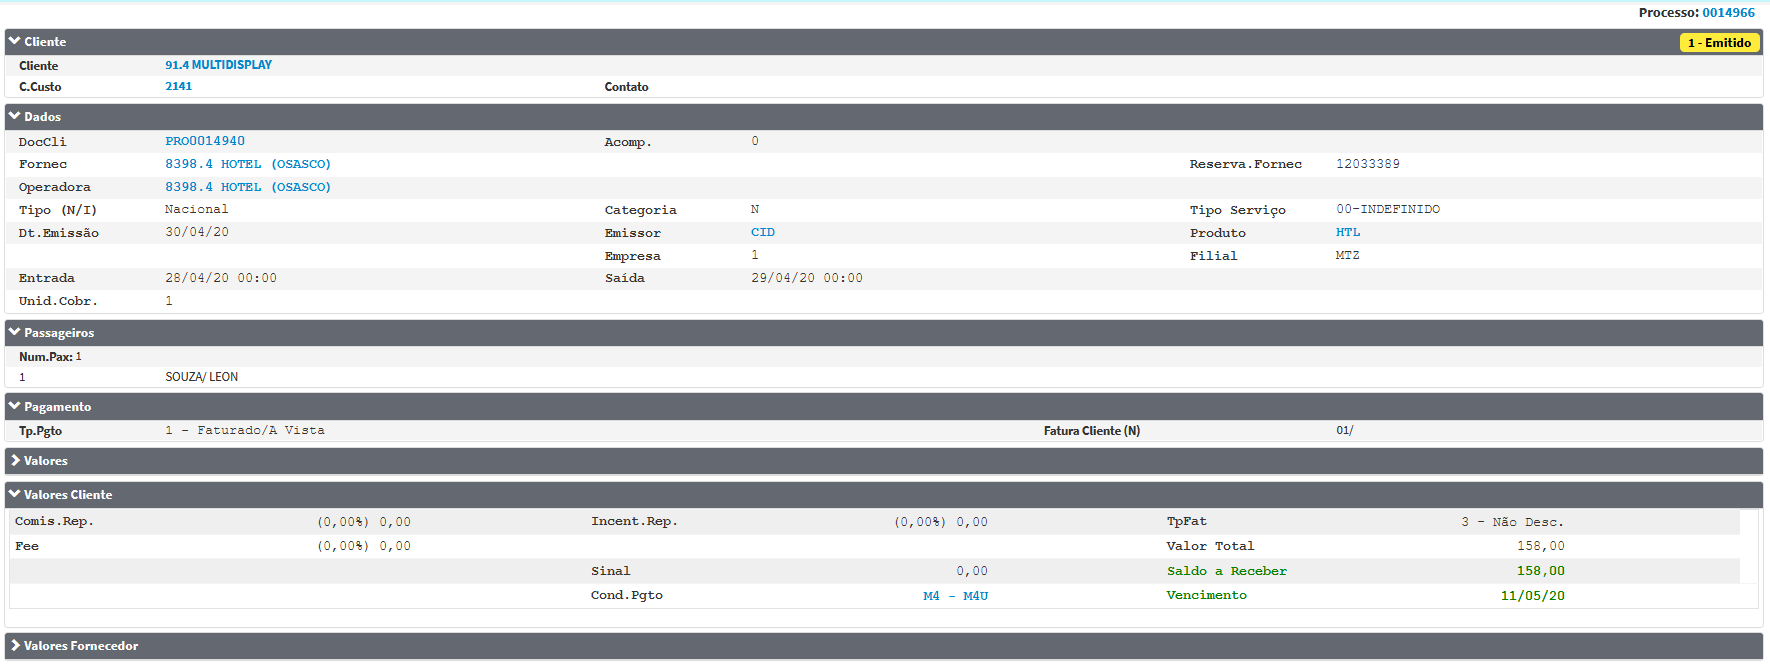 Processo: 0014966
Cliente 1 - Emitido
Cliente 91.4 MULTIDISPLAY
C.Custo 2141 Contato
Dados
DocCli PRO0014940 Acomp. 0
Fornec 8398.4 HOTEL (OSASCO) Reserva.Fornec 12033389
Operadora 8398.4 HOTEL (OSASCO)
Tipo (N/I) Nacional Categoria N Tipo Serviço 00-INDEFINIDO
Dt.Emissão 30/04/20 Emissor CID Produto HTL
Empresa 1 Filial MTZ
Entrada 28/04/20 00:00 Saída 29/04/20 00:00
Unid.Cobr. 1
Passageiros
Num.Pax: 1
1 SOUZA/ LEON
Pagamento
Tp.Pgto 1 - Faturado/A Vista Fatura Cliente (N) 01/
Valores
Valores Cliente
Comis.Rep. (0,00%) 0,00 Incent.Rep. (0,00%) 0,00 TpFat 3 - Não Desc.
Fee (0,00%) 0,00 Valor Total 158,00
Sinal 0,00 Saldo a Receber 158,00
Cond.Pgto M4 - M4U Vencimento 11/05/20
Valores Fornecedor